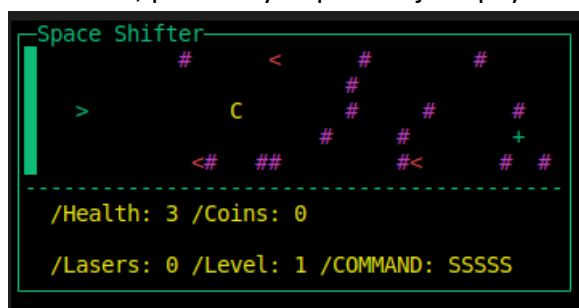 Space Shifter
# < # #
#
> C # # #
# # +
<# ## #< # #
/Health: 3 /Coins: 0
/Lasers: 0 /Level: 1 /COMMAND: SSSSS